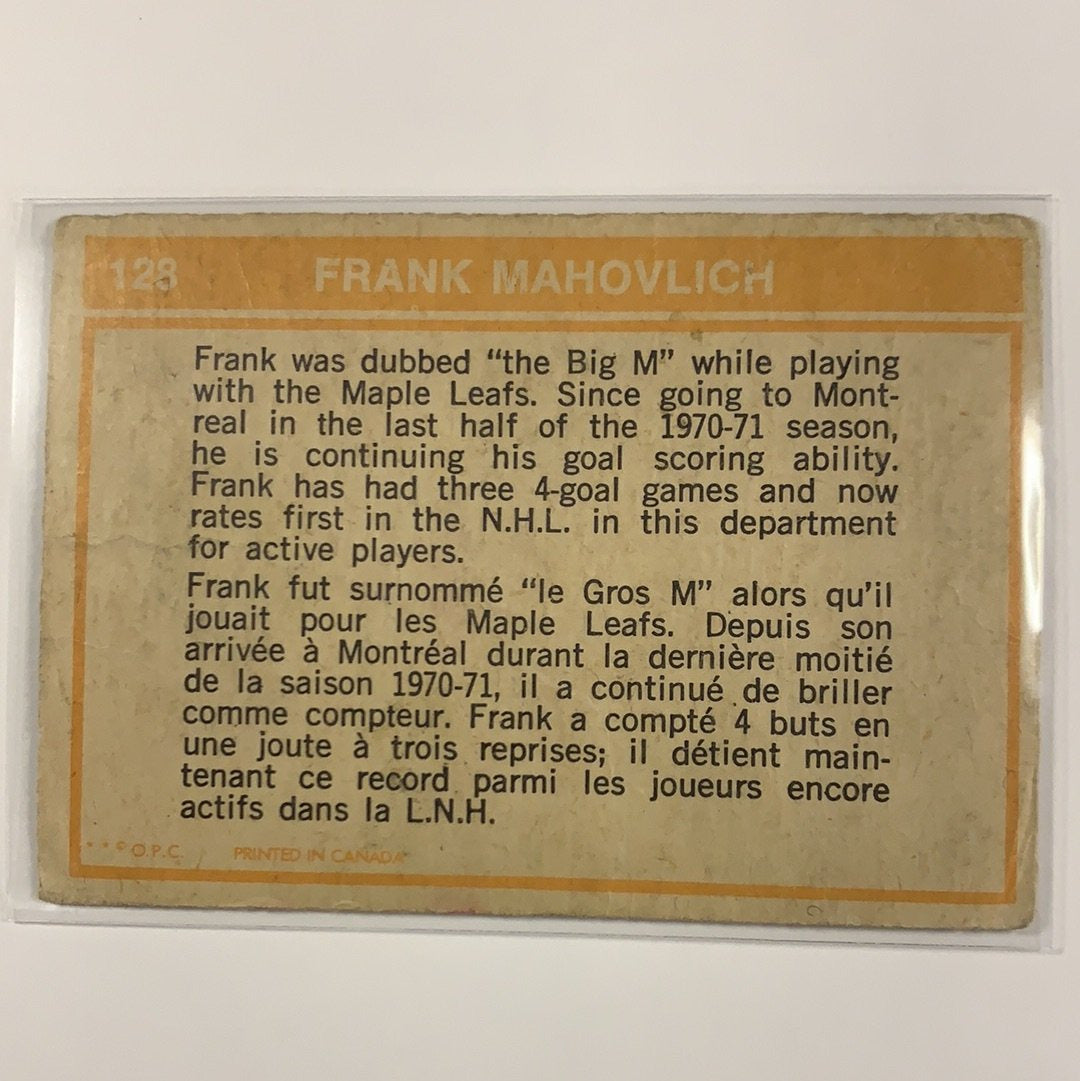 128 FRANK MAHOVLICH
Frank was dubbed "the Big M" while playing
with the Maple Leafs. Since going to Mont-
real in the last half of the 1970-71 season,
he is continuing his goal scoring ability.
Frank has had three 4-goal games and now
rates first in the N.H.L. in this department
for active players.
Frank fut surnommé "le Gros M" alors qu'il
jouait pour les Maple Leafs. Depuis son
arrivée à Montréal durant la dernière moitié
de la saison 1970-71, il a continué de briller
comme compteur. Frank a compté 4 buts en
une joute à trois reprises; il détient main-
tenant ce record parmi les joueurs encore
actifs dans la L.N.H.
* * © O.P.C. PRINTED IN CANADA